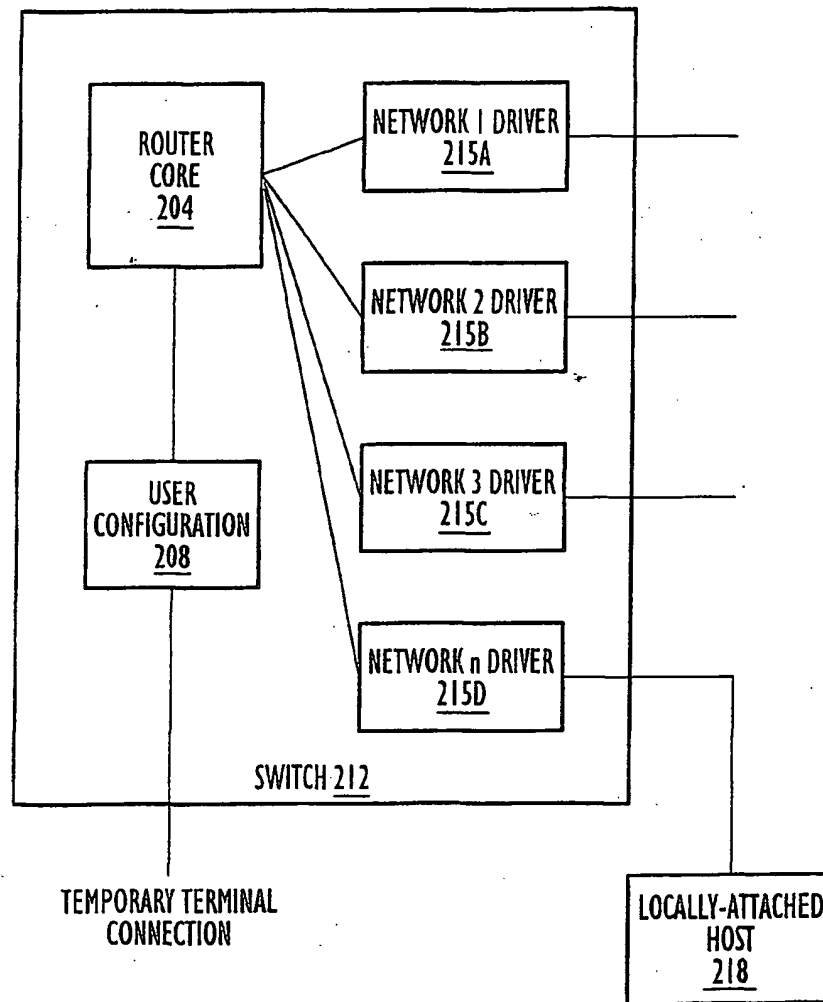 ROUTER
CORE
204
NETWORK 1 DRIVER
215A
NETWORK 2 DRIVER
215B
NETWORK 3 DRIVER
215C
USER
CONFIGURATION
208
NETWORK n DRIVER
215D
SWITCH 212
TEMPORARY TERMINAL
CONNECTION
LOCALLY-ATTACHED
HOST
218